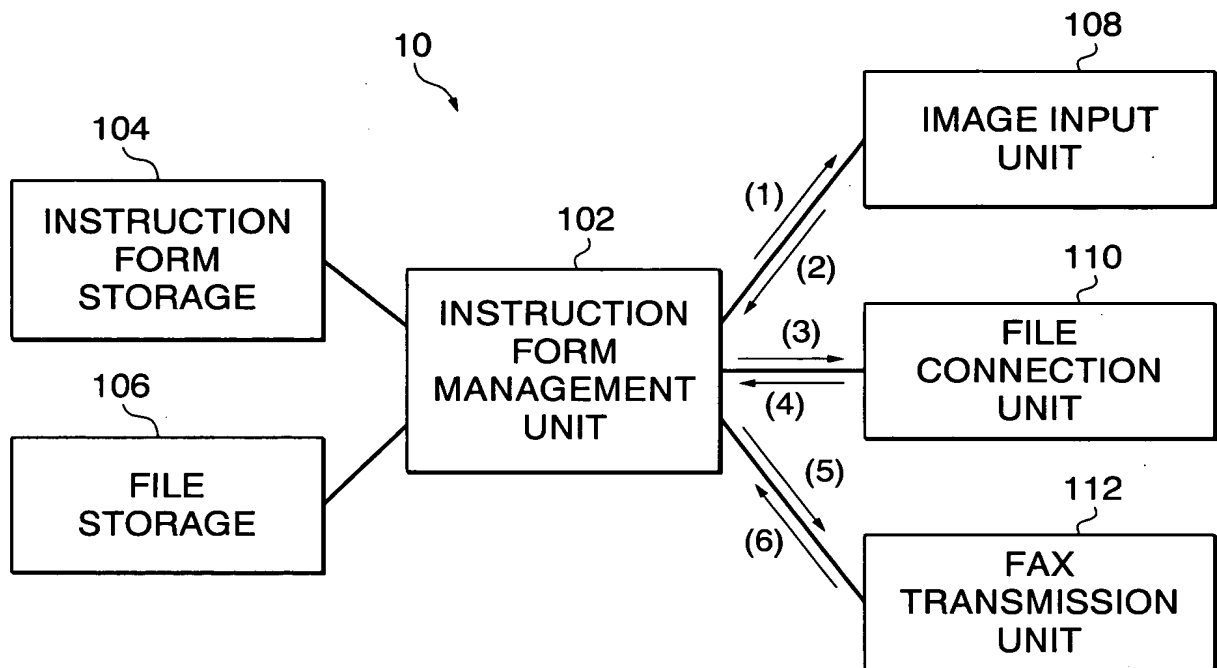 10
108
IMAGE INPUT
UNIT
104
INSTRUCTION
FORM
STORAGE
(1)
(2)
102
INSTRUCTION
FORM
MANAGEMENT
UNIT
110
FILE
CONNECTION
UNIT
(3)
(4)
106
FILE
STORAGE
(5)
(6)
112
FAX
TRANSMISSION
UNIT